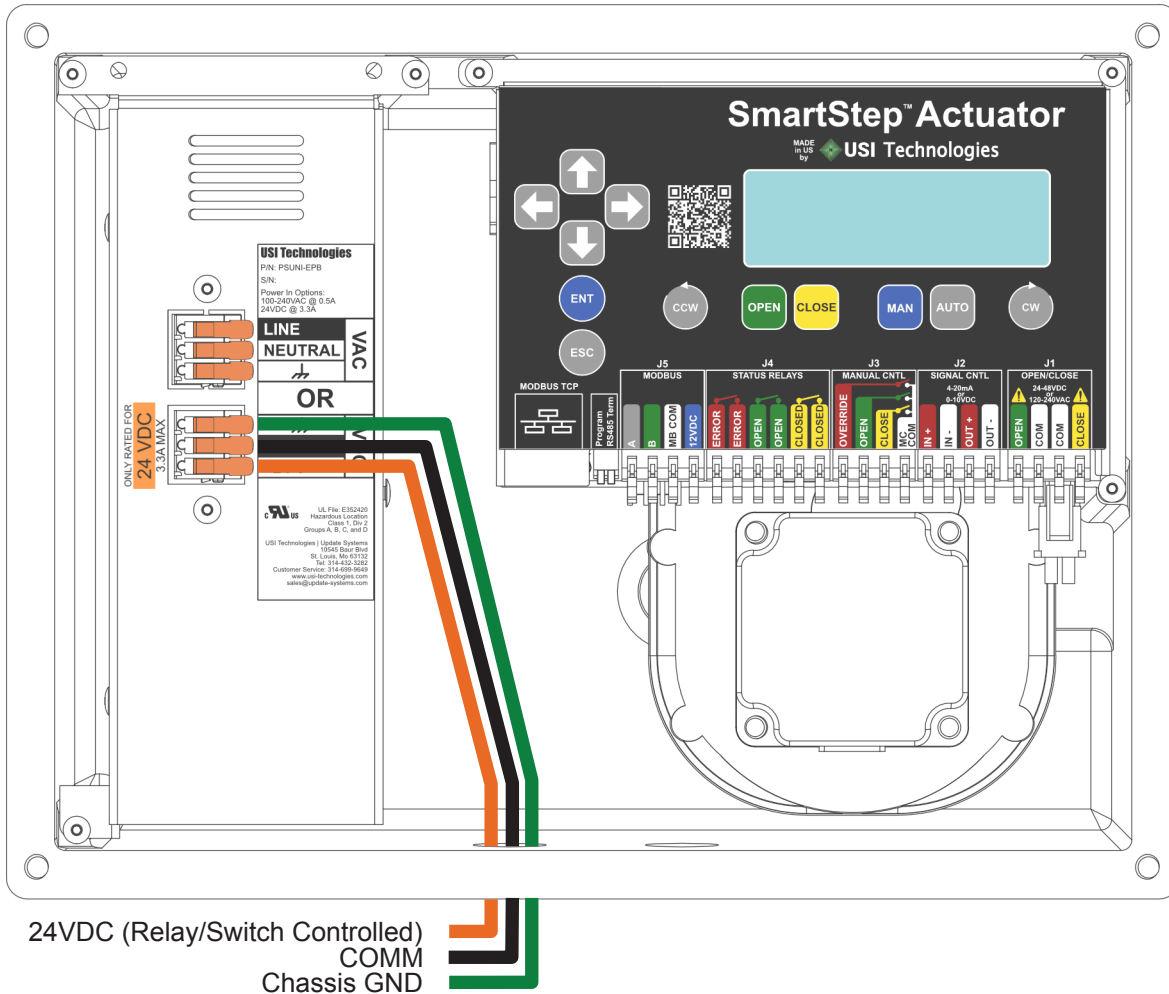 SmartStep™ Actuator
MADE
in US
by
USI Technologies
ENT
ESC
CCW
OPEN
CLOSE
MAN
AUTO
CW
MODBUS TCP
Program
RS485 Term
J5
MODBUS
A
B
MB COM
12VDC
J4
STATUS RELAYS
ERROR
ERROR
OPEN
OPEN
CLOSED
CLOSED
J3
MANUAL CNTL
OVERRIDE
OPEN
CLOSE
MC
COM
J2
SIGNAL CNTL
4-20mA
or
0-10VDC
IN +
IN -
OUT +
OUT -
J1
OPEN/CLOSE
24-48VDC
or
120-240VAC
OPEN
COM
COM
CLOSE
USI Technologies
P/N: PSUNI-EPB
S/N:
Power In Options:
100-240VAC @ 0.5A
24VDC @ 3.3A
LINE
NEUTRAL
VAC
OR
ONLY RATED FOR
24 VDC
3.3A MAX
c RU US
UL File: E352420
Hazardous Location
Class 1, Div 2
Groups A, B, C, and D
USI Technologies | Update Systems
10545 Baur Blvd
St. Louis, Mo 63132
Tel: 314-432-3282
Customer Service: 314-699-9649
www.usi-technologies.com
sales@update-systems.com
24VDC (Relay/Switch Controlled)
COMM
Chassis GND